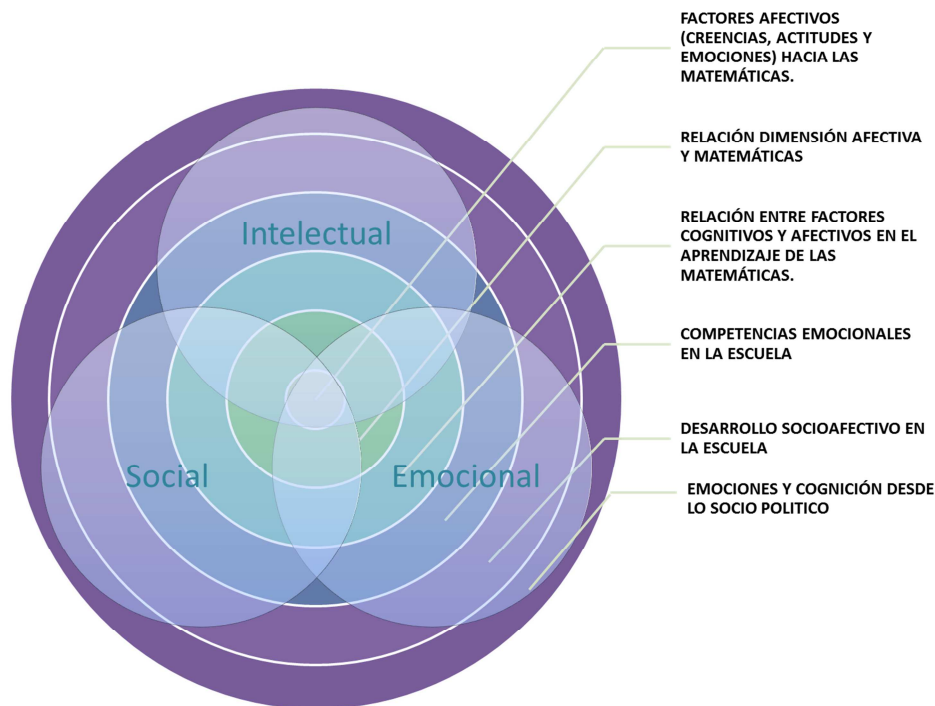 FACTORES AFECTIVOS
(CREENCIAS, ACTITUDES Y
EMOCIONES) HACIA LAS
MATEMÁTICAS.
RELACIÓN DIMENSIÓN AFECTIVA
Y MATEMÁTICAS
RELACIÓN ENTRE FACTORES
COGNITIVOS Y AFECTIVOS EN EL
APRENDIZAJE DE LAS
MATEMÁTICAS.
COMPETENCIAS EMOCIONALES
EN LA ESCUELA
DESARROLLO SOCIOAFECTIVO EN
LA ESCUELA
EMOCIONES Y COGNICIÓN DESDE
LO SOCIO POLITICO
Intelectual
Social
Emocional